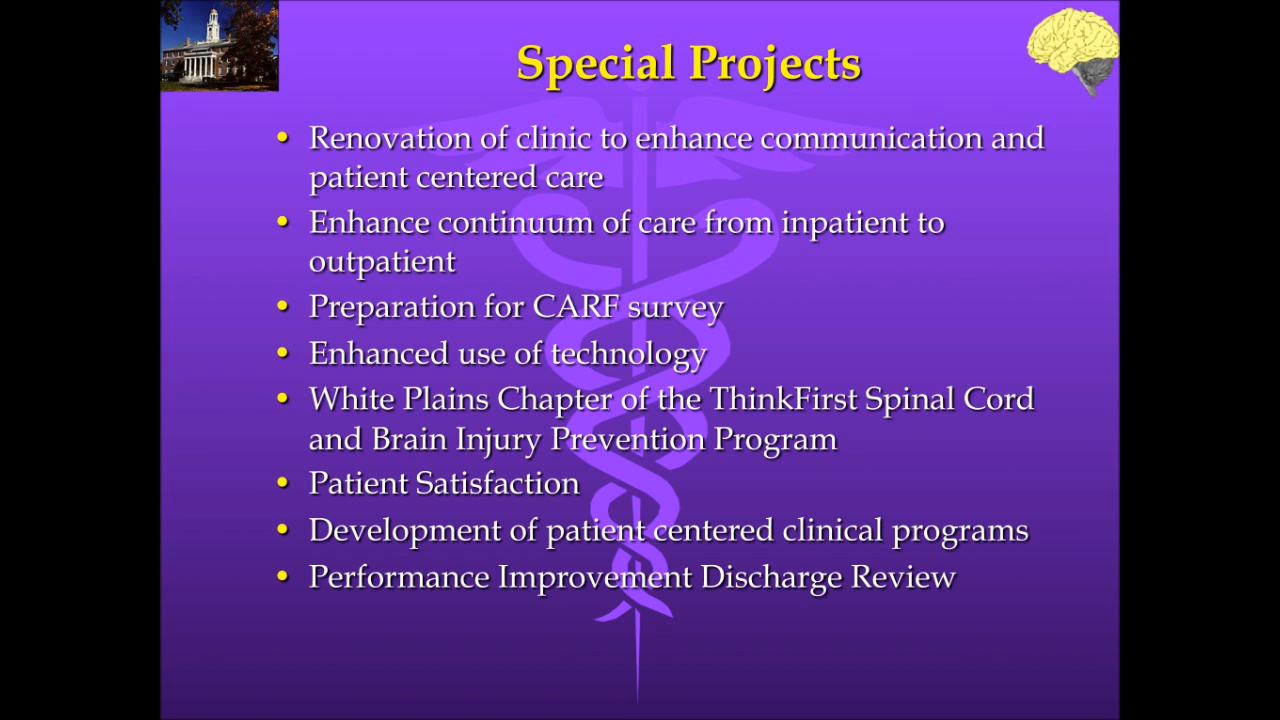 Special Projects
• Renovation of clinic to enhance communication and
patient centered care
• Enhance continuum of care from inpatient to
outpatient
• Preparation for CARF survey
• Enhanced use of technology
• White Plains Chapter of the ThinkFirst Spinal Cord
and Brain Injury Prevention Program
• Patient Satisfaction
• Development of patient centered clinical programs
• Performance Improvement Discharge Review